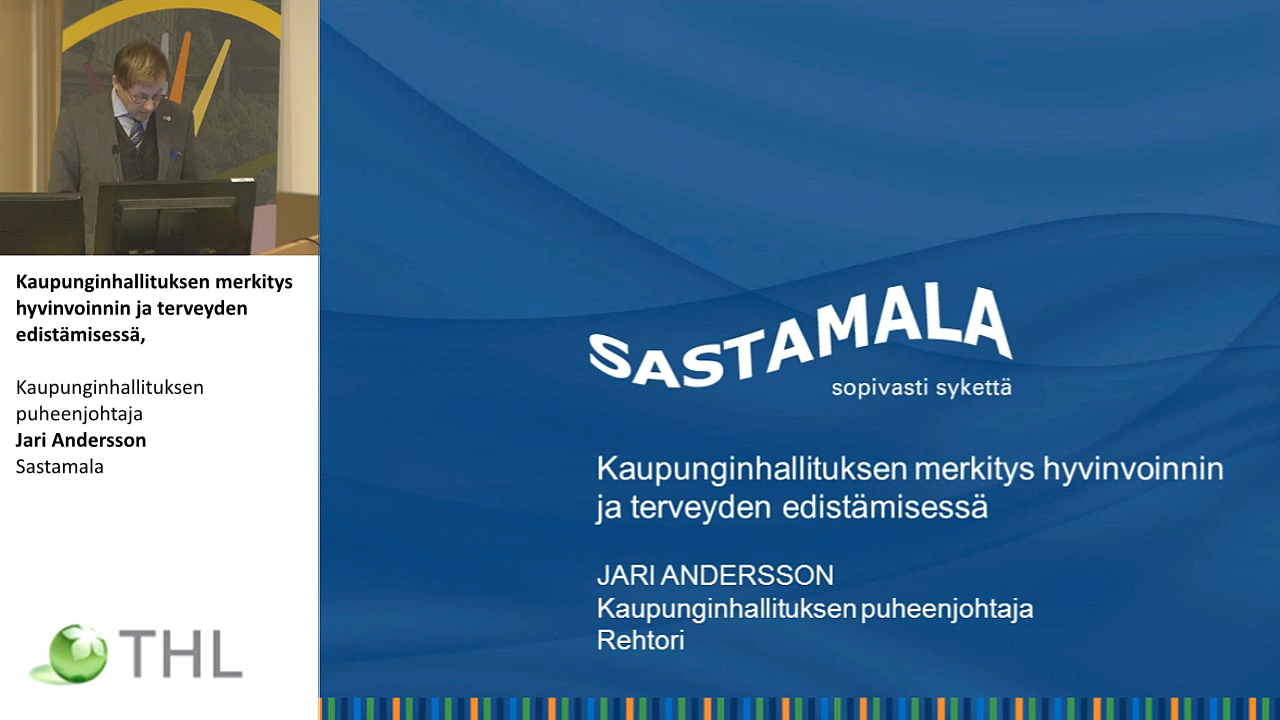 Kaupunginhallituksen merkitys
hyvinvoinnin ja terveyden
edistämisessä,
Kaupunginhallituksen
puheenjohtaja
Jari Andersson
Sastamala
THL
SASTAMALA
sopivasti sykettä
Kaupunginhallituksen merkitys hyvinvoinnin
ja terveyden edistämisessä
JARI ANDERSSON
Kaupunginhallituksen puheenjohtaja
Rehtori